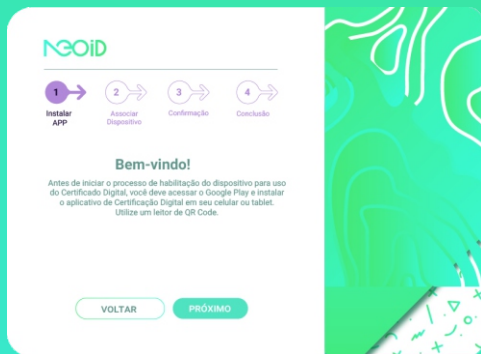 NEOiD
1 2 3 4
Instalar APP Associar Dispositivo Confirmação Conclusão
Bem-vindo!
Antes de iniciar o processo de habilitação do dispositivo para uso
do Certificado Digital, você deve acessar o Google Play e instalar
o aplicativo de Certificação Digital em seu celular ou tablet.
Utilize um leitor de QR Code.
VOLTAR PRÓXIMO